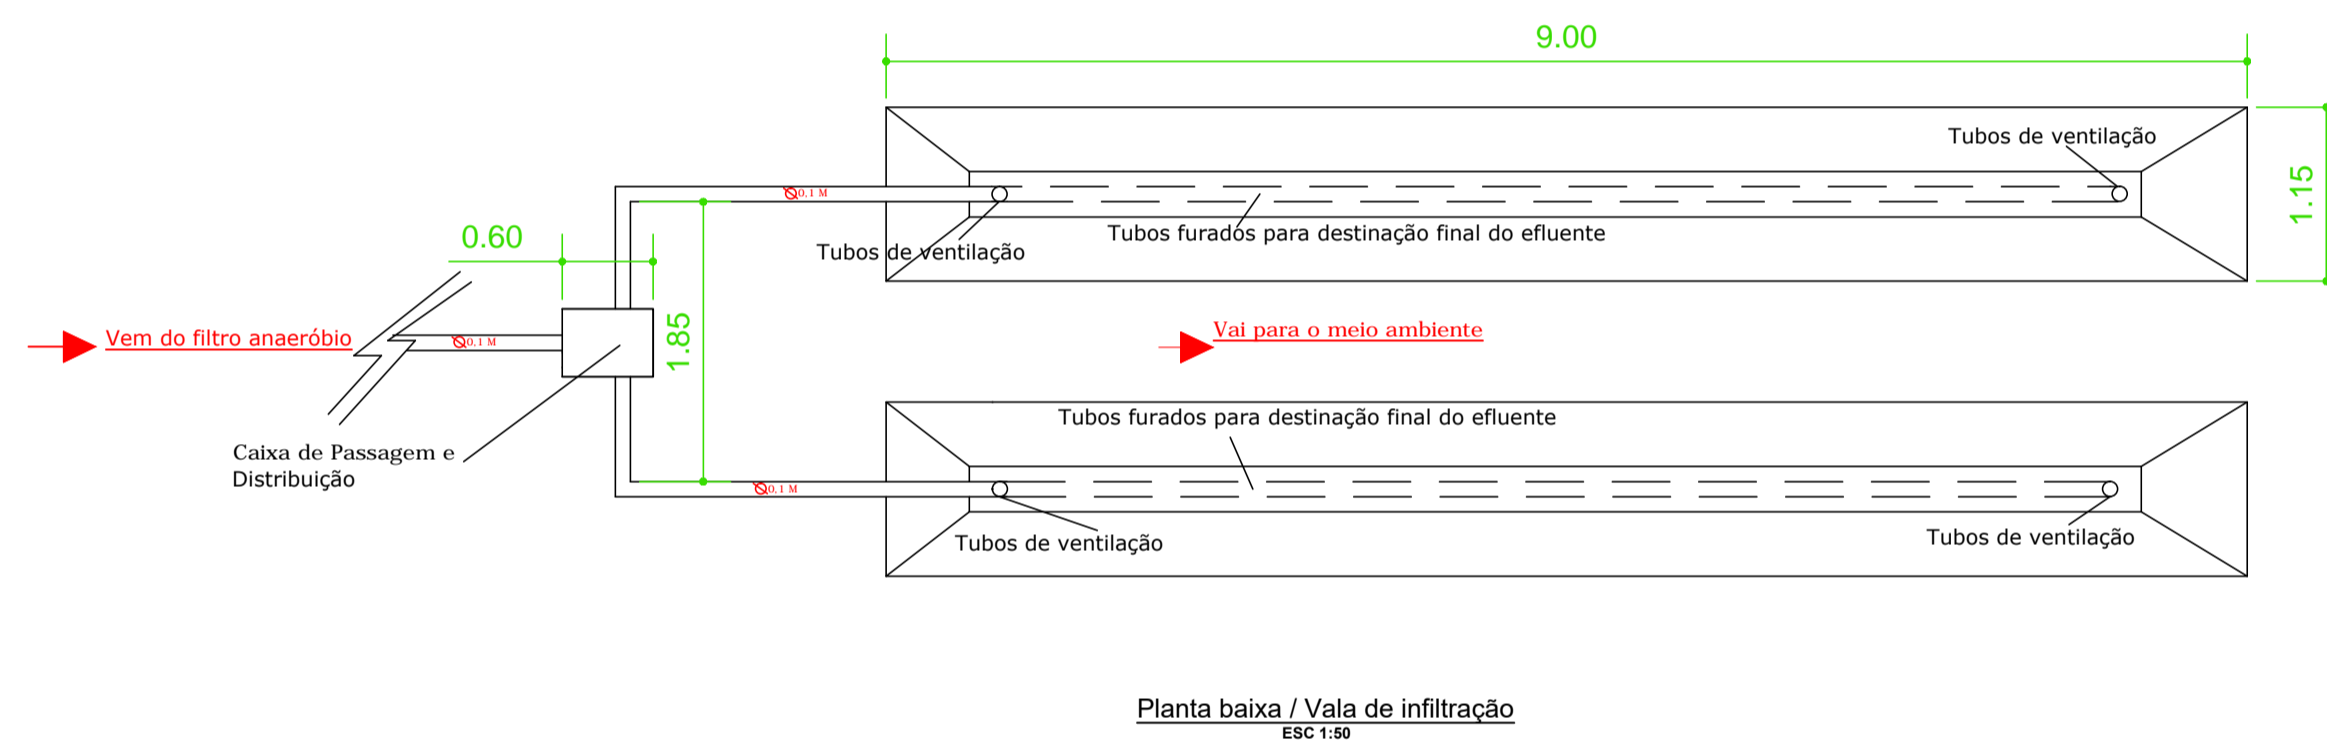 9.00
Tubos de ventilação
1.15
Ø0,1 M
Tubos furados para destinação final do efluente
0.60
Tubos de ventilação
Vem do filtro anaeróbio
Ø0,1 M
1.85
Vai para o meio ambiente
Tubos furados para destinação final do efluente
Caixa de Passagem e
Distribuição
Ø0,1 M
Tubos de ventilação
Tubos de ventilação
Planta baixa / Vala de infiltração
ESC 1:50